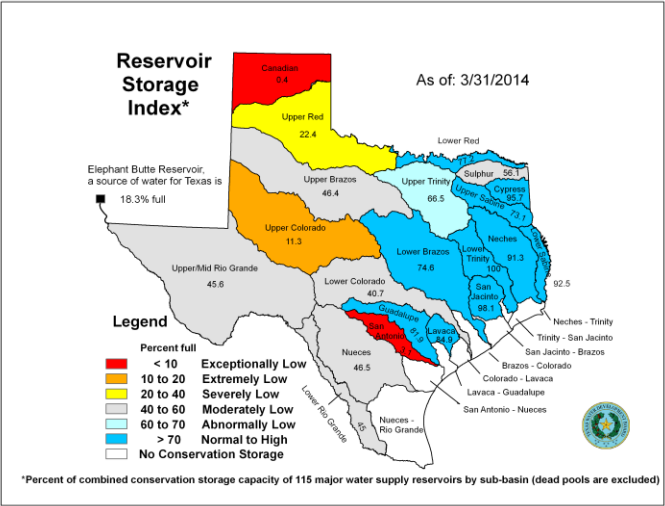 Reservoir
Storage
Index*
As of: 3/31/2014
Canadian
0.4
Upper Red
22.4
Lower Red
77.2
Sulphur
56.1
Cypress
95.7
Upper Sabine
73.1
Elephant Butte Reservoir,
a source of water for Texas is
18.3% full
Upper Brazos
46.4
Upper Trinity
66.5
Upper Colorado
11.3
Lower Brazos
74.6
Lower
Trinity
100
Neches
91.3
Lower Sabine
92.5
Upper/Mid Rio Grande
45.6
Lower Colorado
40.7
San
Jacinto
98.1
Guadalupe
81.9
San
Antonio
Lavaca
Nueces
46.5
Lower Rio Grande
45
Nueces -
Rio Grande
Neches - Trinity
Trinity - San Jacinto
San Jacinto - Brazos
Brazos - Colorado
Colorado - Lavaca
Lavaca - Guadalupe
San Antonio - Nueces
Legend
Percent full
< 10 Exceptionally Low
10 to 20 Extremely Low
20 to 40 Severely Low
40 to 60 Moderately Low
60 to 70 Abnormally Low
> 70 Normal to High
No Conservation Storage
*Percent of combined conservation storage capacity of 115 major water supply reservoirs by sub-basin (dead pools are excluded)